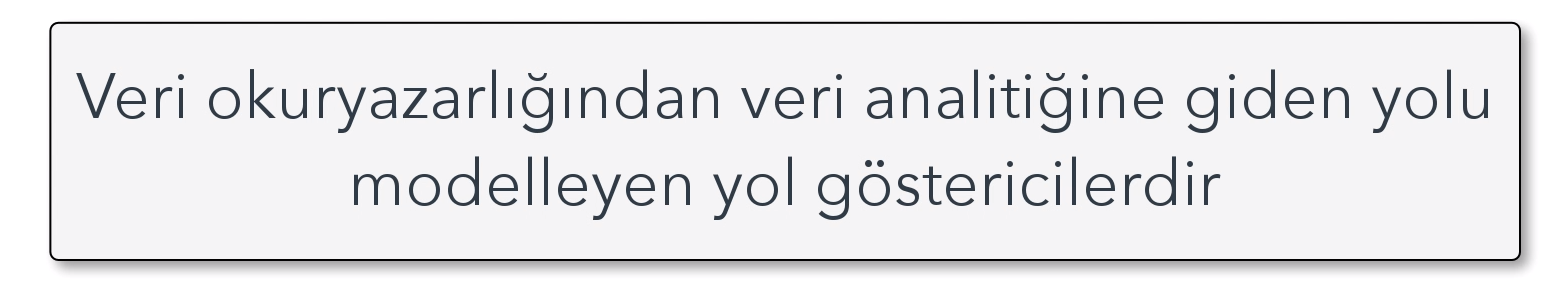 Veri okuryazarlığından veri analitiğine giden yolu
modelleyen yol göstericilerdir